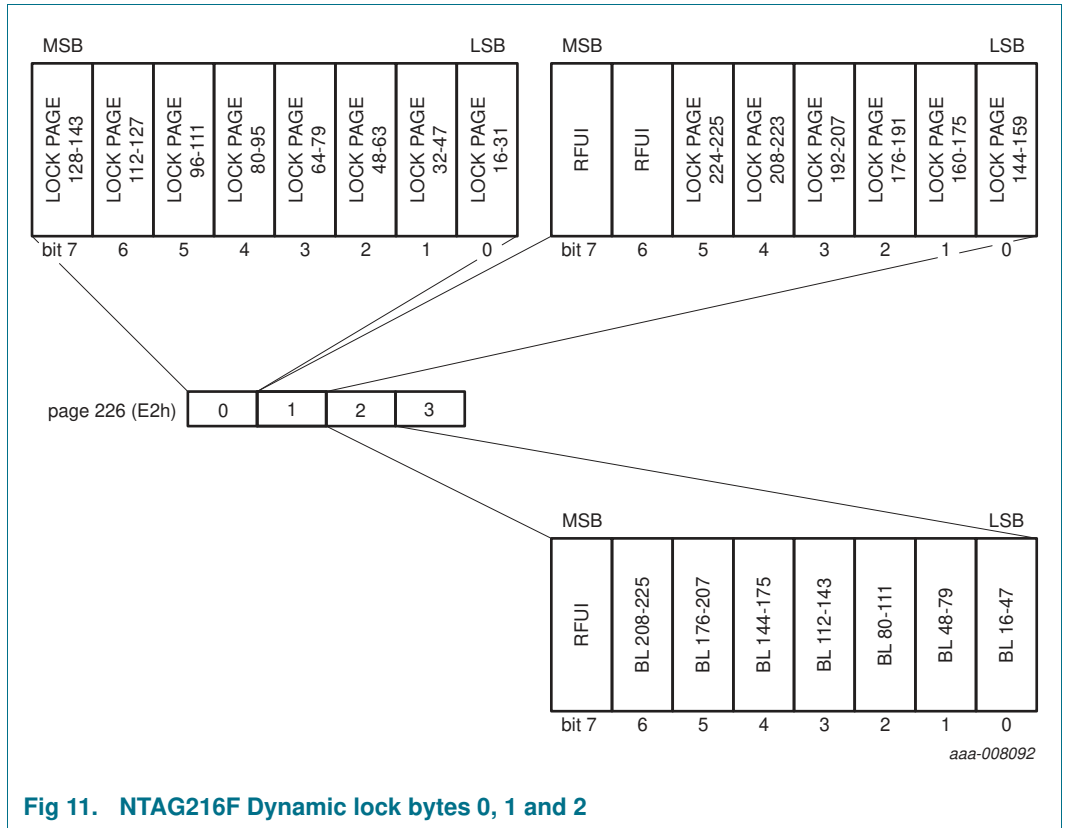 MSB LSB
LOCK PAGE 128-143
LOCK PAGE 112-127
LOCK PAGE 96-111
LOCK PAGE 80-95
LOCK PAGE 64-79
LOCK PAGE 48-63
LOCK PAGE 32-47
LOCK PAGE 16-31
bit 7 6 5 4 3 2 1 0
MSB LSB
RFUI
RFUI
LOCK PAGE 224-225
LOCK PAGE 208-223
LOCK PAGE 192-207
LOCK PAGE 176-191
LOCK PAGE 160-175
LOCK PAGE 144-159
bit 7 6 5 4 3 2 1 0
page 226 (E2h) 0 1 2 3
MSB LSB
RFUI
BL 208-225
BL 176-207
BL 144-175
BL 112-143
BL 80-111
BL 48-79
BL 16-47
bit 7 6 5 4 3 2 1 0
aaa-008092
Fig 11. NTAG216F Dynamic lock bytes 0, 1 and 2